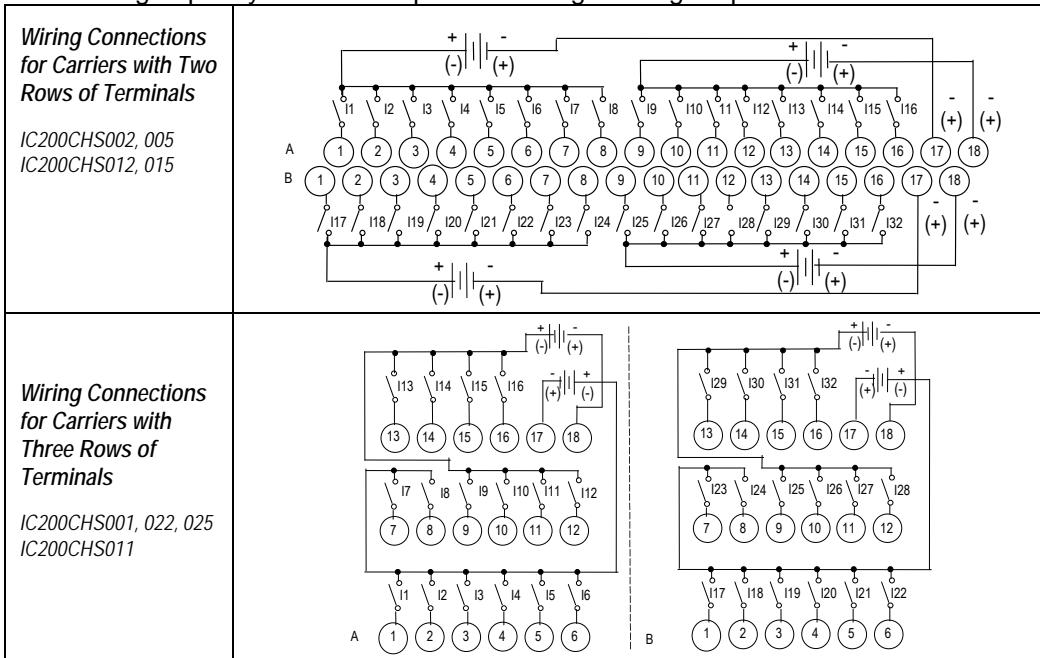 Wiring Connections
for Carriers with Two
Rows of Terminals
IC200CHS002, 005
IC200CHS012, 015
+ -
(-) (+)
+ -
(-) (+)
I1 I2 I3 I4 I5 I6 I7 I8 I9 I10 11 I12 I13 I14 I15 I16
- -
(+) (+)
A 1 2 3 4 5 6 7 8 9 10 11 12 13 14 15 16 17 18
B 1 2 3 4 5 6 7 8 9 10 11 12 13 14 15 16 17 18
I17 I18 I19 I20 I21 I22 I23 I24 I25 I26 I27 I28 I29 I30 I31 I32
- -
(+) (+)
+ -
(-) (+)
+ -
(-) (+)
Wiring Connections
for Carriers with
Three Rows of
Terminals
IC200CHS001, 022, 025
IC200CHS011
+ -
(-) (+)
I13 I14 I15 I16
- +
(+) (-)
13 14 15 16 17 18
I7 I8 I9 I10 I11 I12
7 8 9 10 11 12
I1 I2 I3 I4 I5 I6
A 1 2 3 4 5 6
+ -
(-) (+)
I29 I30 I31 I32
- +
(+) (-)
13 14 15 16 17 18
I23 I24 I25 I26 I27 I28
7 8 9 10 11 12
I17 I18 I19 I20 I21 I22
B 1 2 3 4 5 6